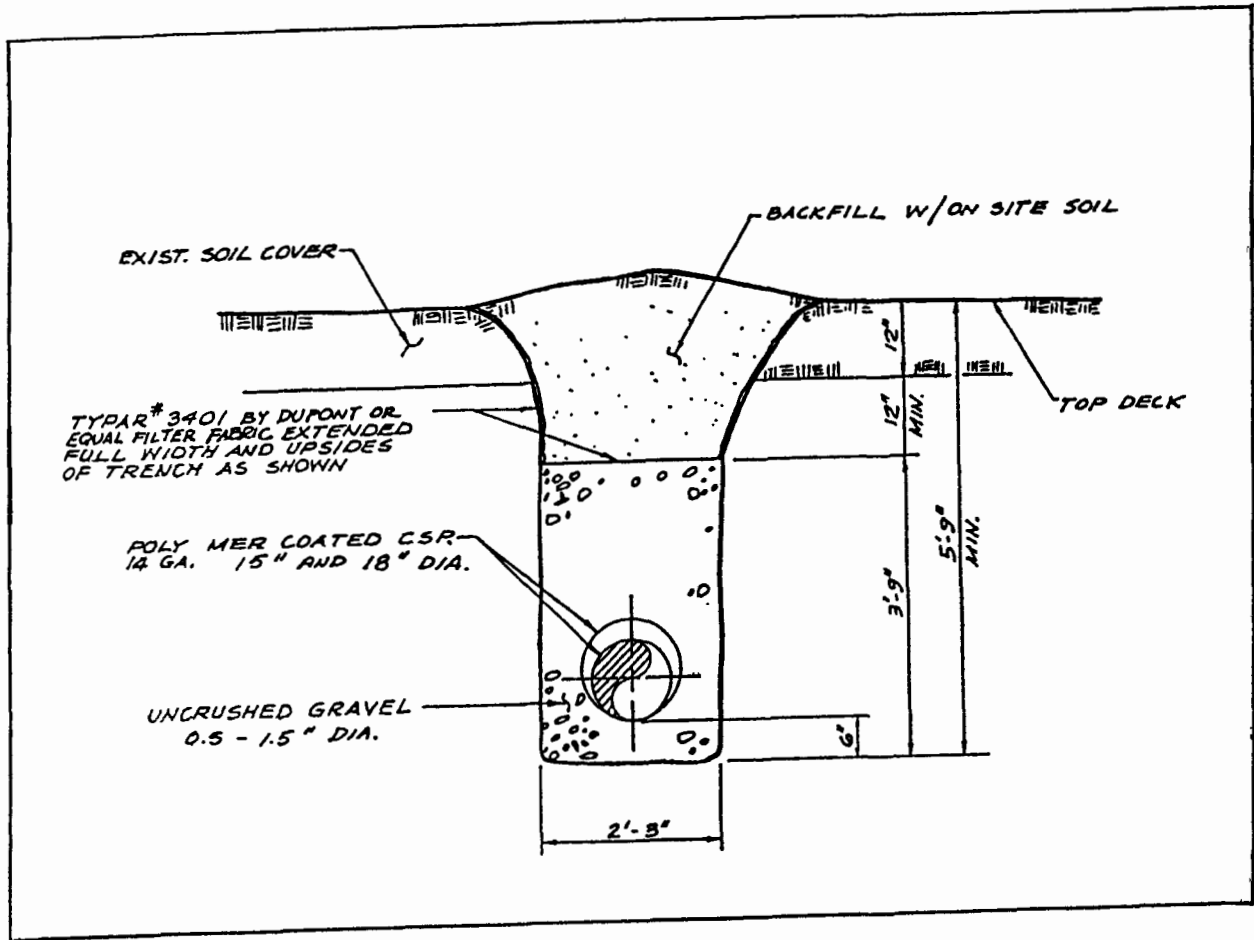 BACKFILL W/ON SITE SOIL
EXIST. SOIL COVER
12"
TOP DECK
12"
MIN.
TYPAR# 3401 BY DUPONT OR
EQUAL FILTER FABRIC EXTENDED
FULL WIDTH AND UPSIDES
OF TRENCH AS SHOWN
5'-9"
MIN.
POLY MER COATED CSP.
14 GA. 15" AND 18" DIA.
3'-9"
UNCRUSHED GRAVEL
0.5 - 1.5" DIA.
6"
2'-3"